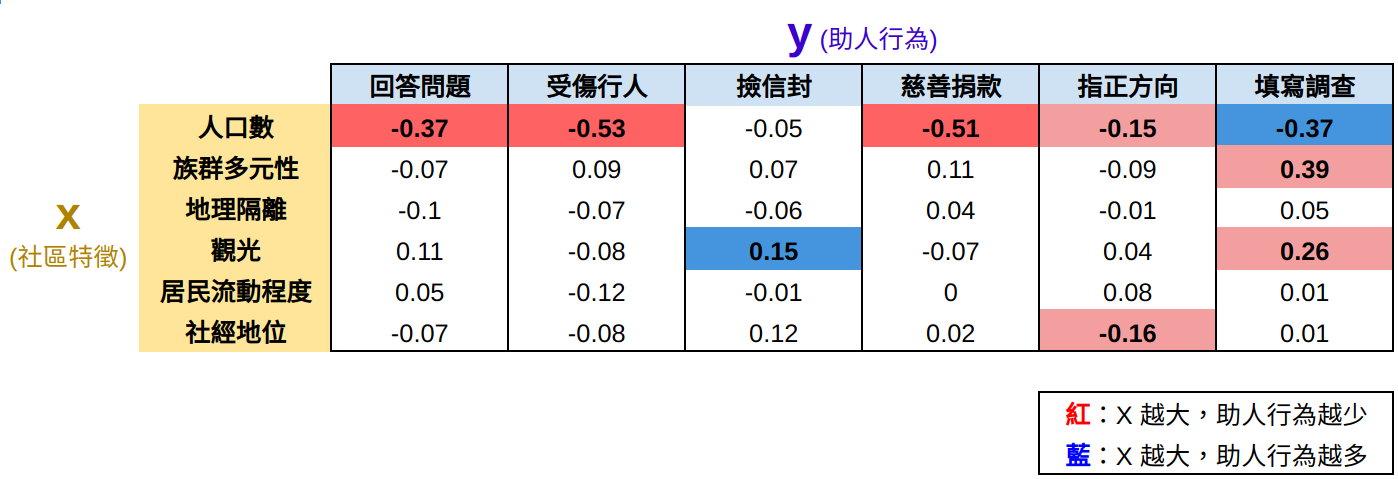 y (助人行為)
回答問題 受傷行人 撿信封 慈善捐款 指正方向 填寫調查
人口數 -0.37 -0.53 -0.05 -0.51 -0.15 -0.37
族群多元性 -0.07 0.09 0.07 0.11 -0.09 0.39
地理隔離 -0.1 -0.07 -0.06 0.04 -0.01 0.05
觀光 0.11 -0.08 0.15 -0.07 0.04 0.26
居民流動程度 0.05 -0.12 -0.01 0 0.08 0.01
社經地位 -0.07 -0.08 0.12 0.02 -0.16 0.01
x
(社區特徵)
紅：X 越大，助人行為越少
藍：X 越大，助人行為越多